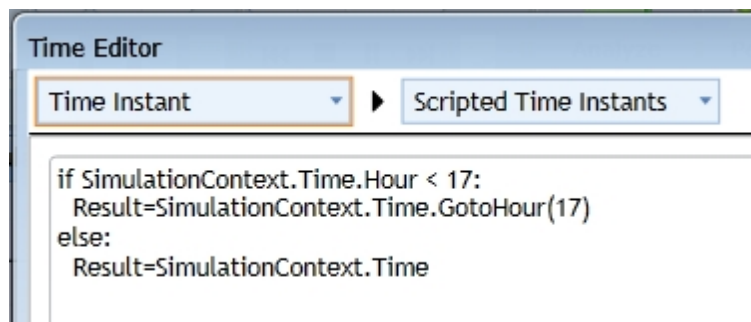 Time Editor
Time Instant
Scripted Time Instants
if SimulationContext.Time.Hour < 17:
  Result=SimulationContext.Time.GotoHour(17)
else:
  Result=SimulationContext.Time